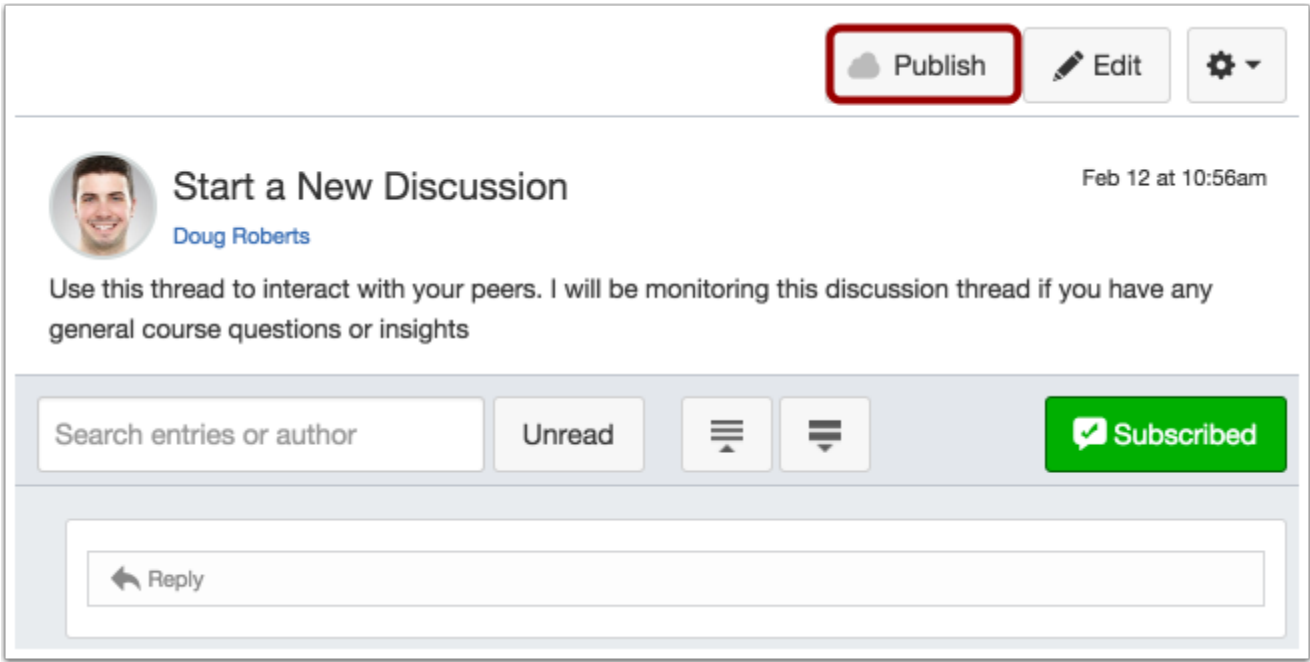 Publish
Edit
Start a New Discussion
Feb 12 at 10:56am
Doug Roberts
Use this thread to interact with your peers. I will be monitoring this discussion thread if you have any
general course questions or insights
Search entries or author
Unread
Subscribed
Reply